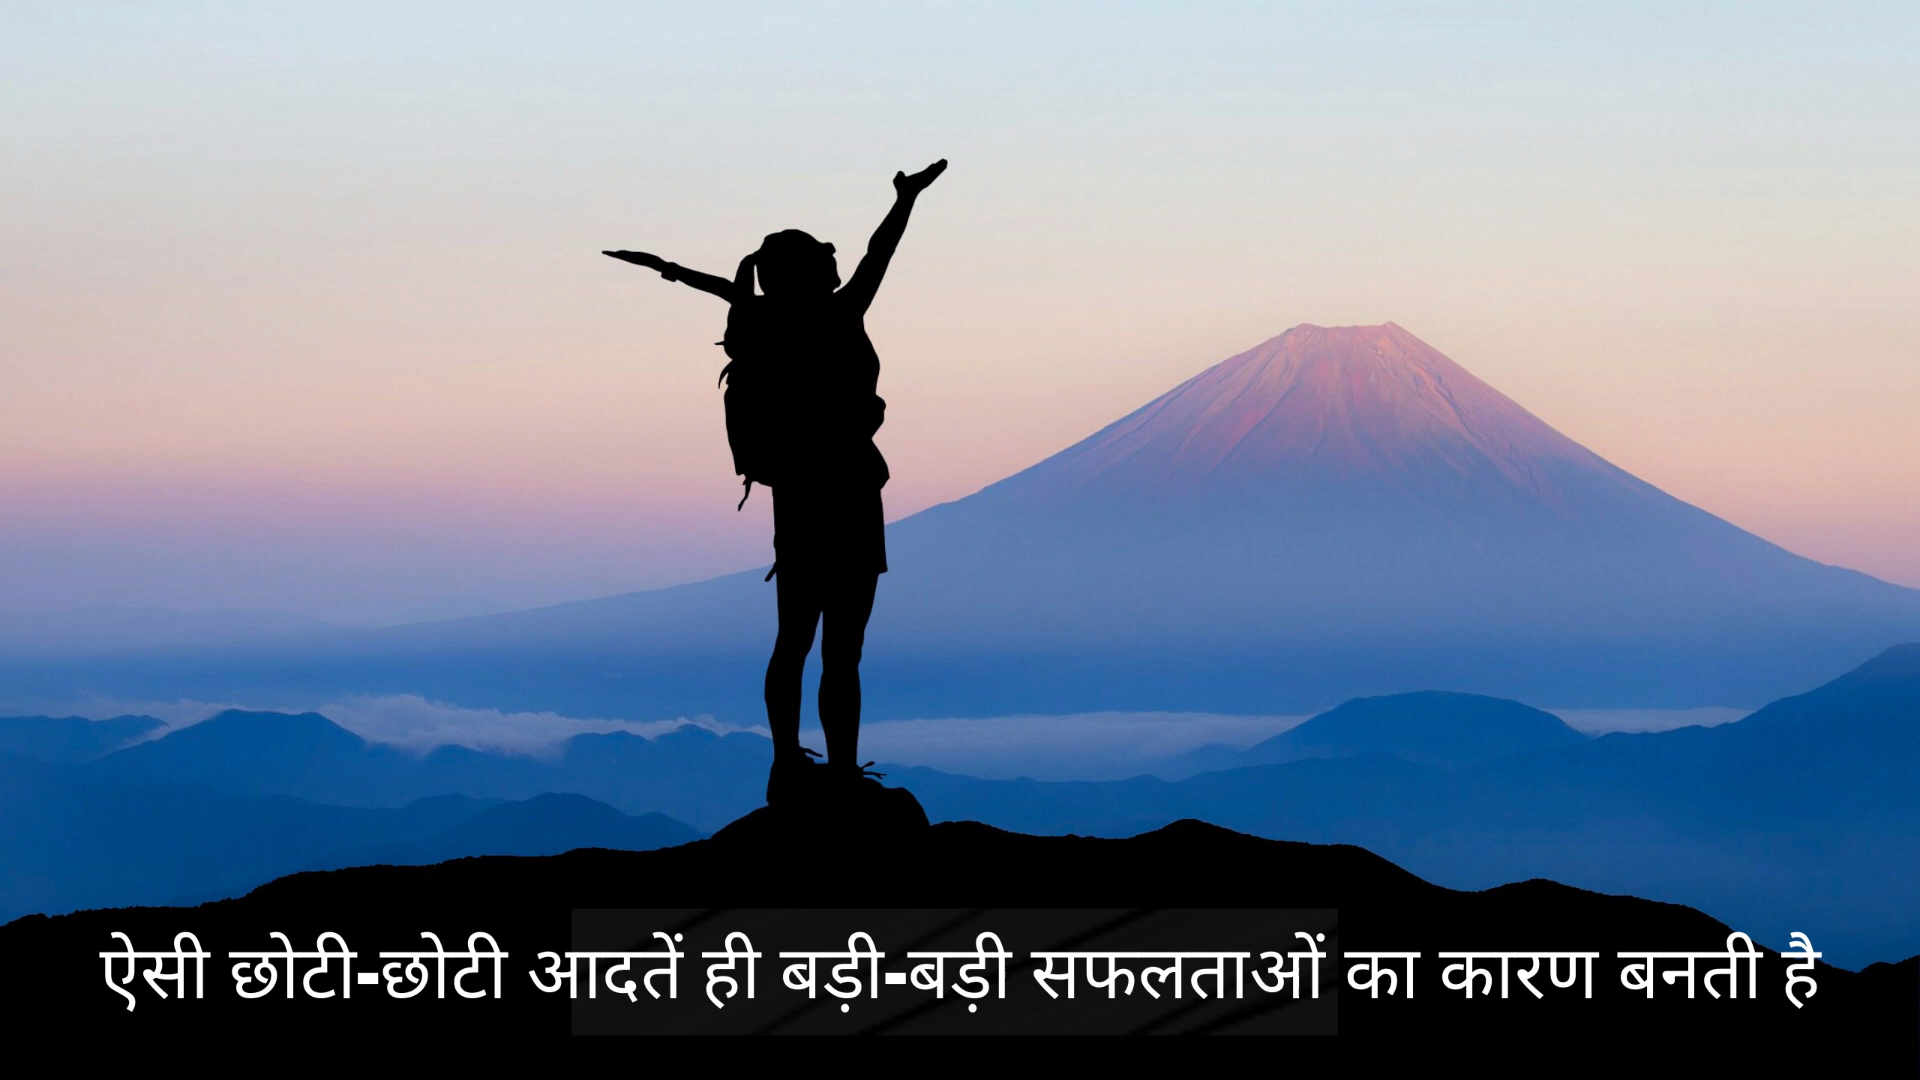 ऐसी छोटी-छोटी आदतें ही बड़ी-बड़ी सफलताओं का कारण बनती है